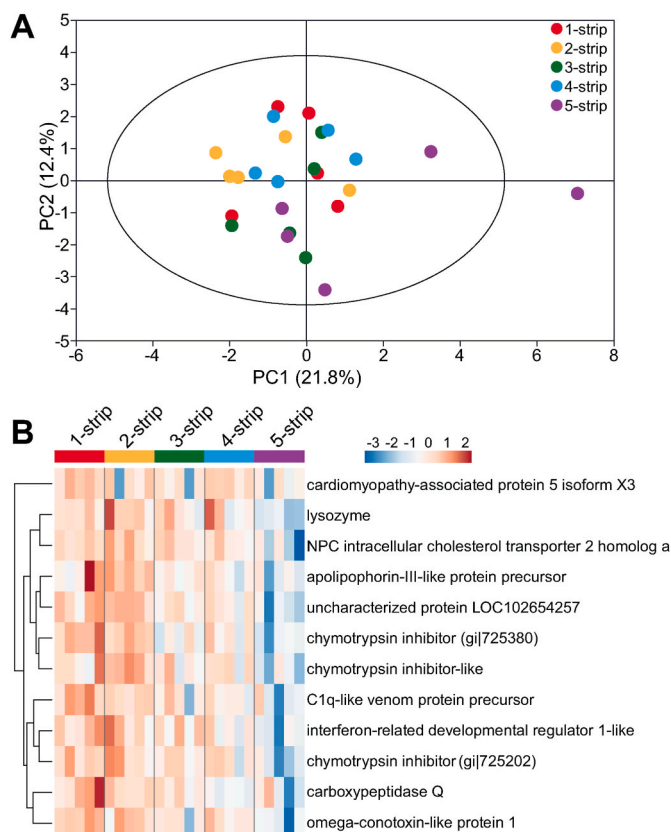 A
5
4
3
2
1
0
-1
-2
-3
-4
-5
PC2 (12.4%)
-6
-4
-2
0
2
4
6
8
PC1 (21.8%)
1-strip
2-strip
3-strip
4-strip
5-strip
B
1-strip
2-strip
3-strip
4-strip
5-strip
-3 -2 -1 0 1 2
cardiomyopathy-associated protein 5 isoform X3
lysozyme
NPC intracellular cholesterol transporter 2 homolog a
apolipophorin-III-like protein precursor
uncharacterized protein LOC102654257
chymotrypsin inhibitor (gi|725380)
chymotrypsin inhibitor-like
C1q-like venom protein precursor
interferon-related developmental regulator 1-like
chymotrypsin inhibitor (gi|725202)
carboxypeptidase Q
omega-conotoxin-like protein 1